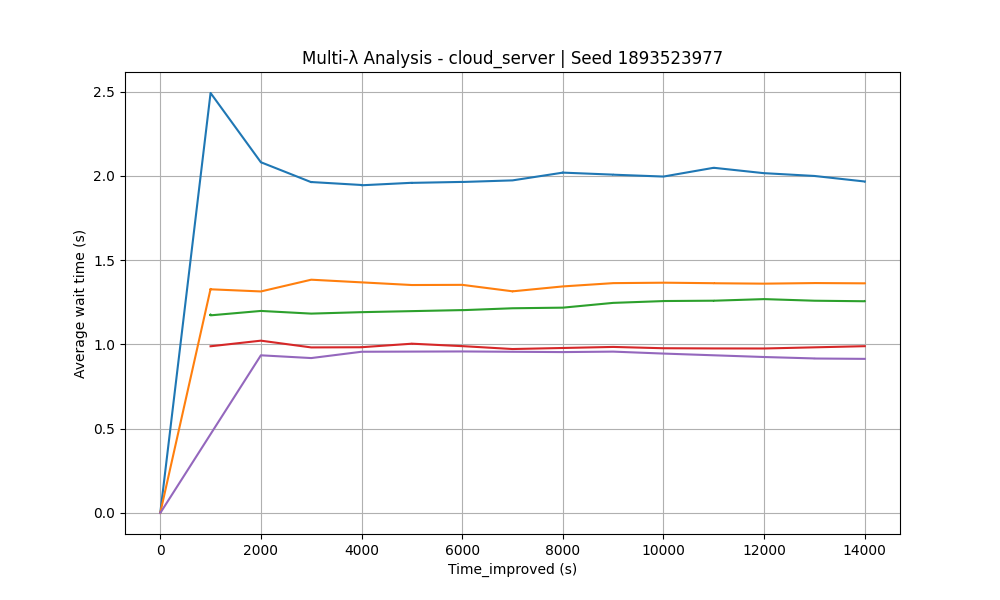 Multi-λ Analysis - cloud_server | Seed 1893523977
2.5
2.0
1.5
1.0
0.5
0.0
Average wait time (s)
0 2000 4000 6000 8000 10000 12000 14000
Time_improved (s)